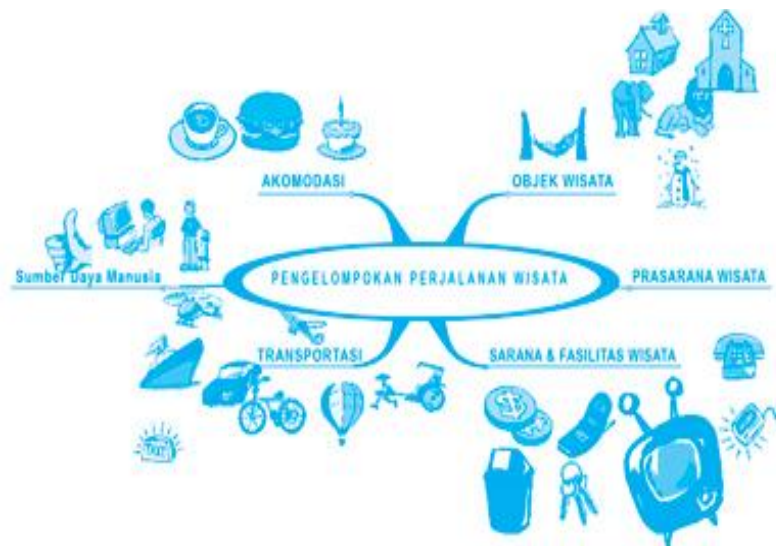 AKOMODASI
OBJEK WISATA
Sumber Daya Manusia
PENGELOMPOKAN PERJALANAN WISATA
PRASARANA WISATA
TRANSPORTASI
SARANA & FASILITAS WISATA